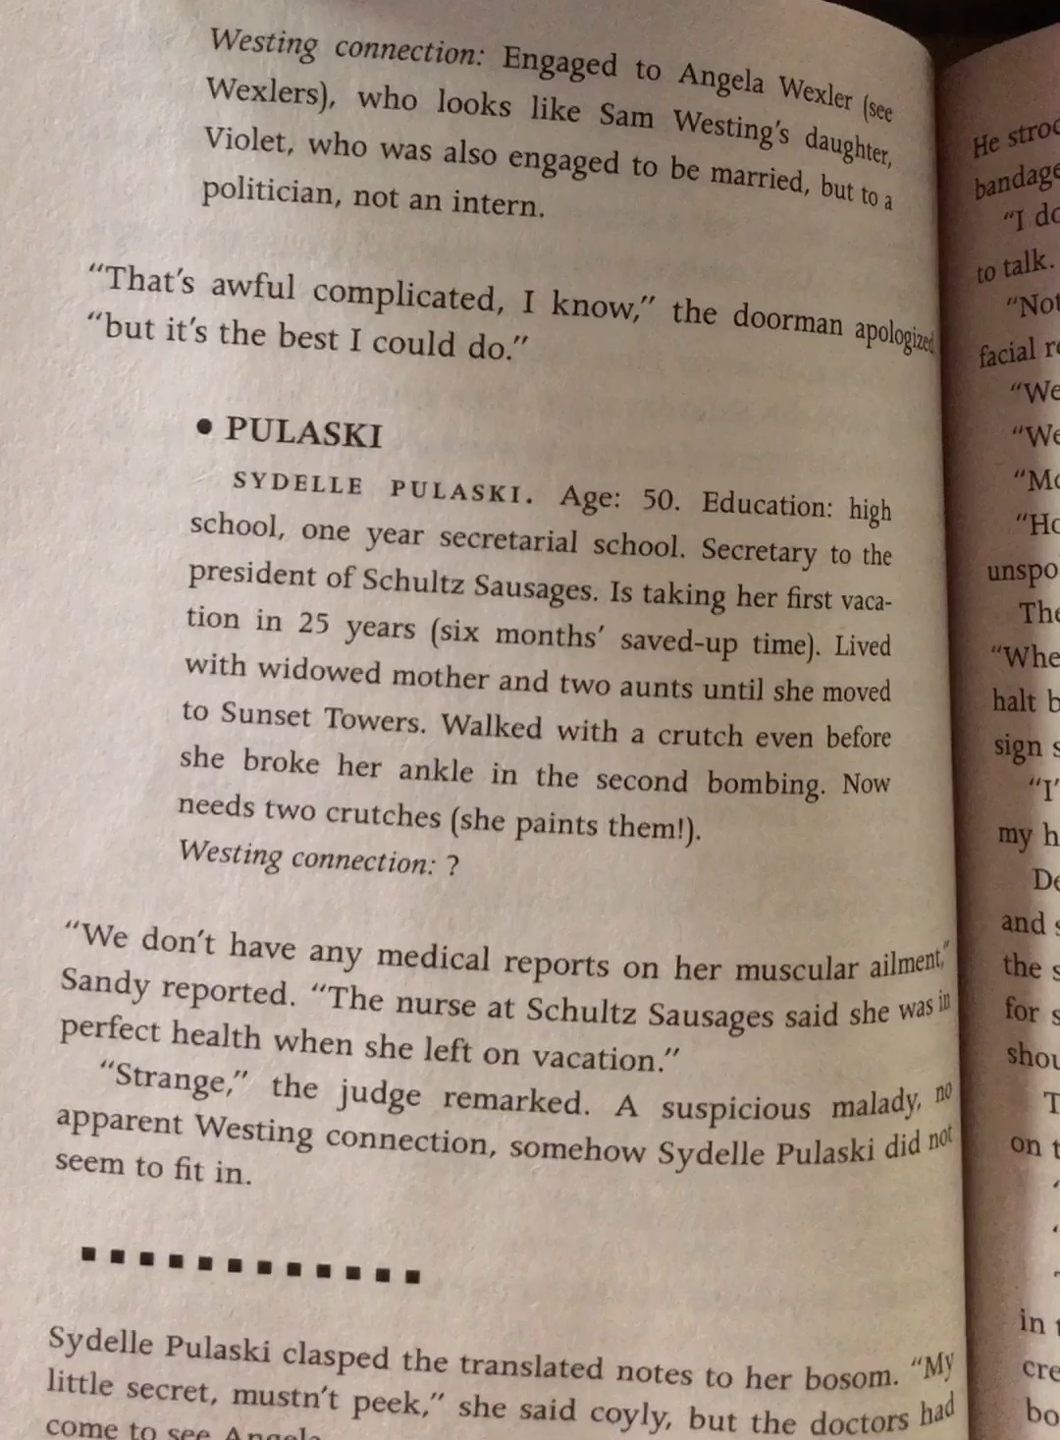 Westing connection: Engaged to Angela Wexler (see
Wexlers), who looks like Sam Westing's daughter,
Violet, who was also engaged to be married, but to a
politician, not an intern.
“That's awful complicated, I know,” the doorman apologized
“but it's the best I could do.”
• PULASKI
SYDELLE PULASKI. Age: 50. Education: high
school, one year secretarial school. Secretary to the
president of Schultz Sausages. Is taking her first vaca-
tion in 25 years (six months' saved-up time). Lived
with widowed mother and two aunts until she moved
to Sunset Towers. Walked with a crutch even before
she broke her ankle in the second bombing. Now
needs two crutches (she paints them!).
Westing connection: ?
“We don't have any medical reports on her muscular ailment,”
Sandy reported. “The nurse at Schultz Sausages said she was in
perfect health when she left on vacation.”
“Strange,” the judge remarked. A suspicious malady, no
apparent Westing connection, somehow Sydelle Pulaski did not
seem to fit in.
Sydelle Pulaski clasped the translated notes to her bosom. “My
little secret, mustn't peek,” she said coyly, but the doctors had
come to see Angela.
He
bandage
“I
to talk.
“Not
facial
“We
“We
halt
sign
my
and
the
for
on
in